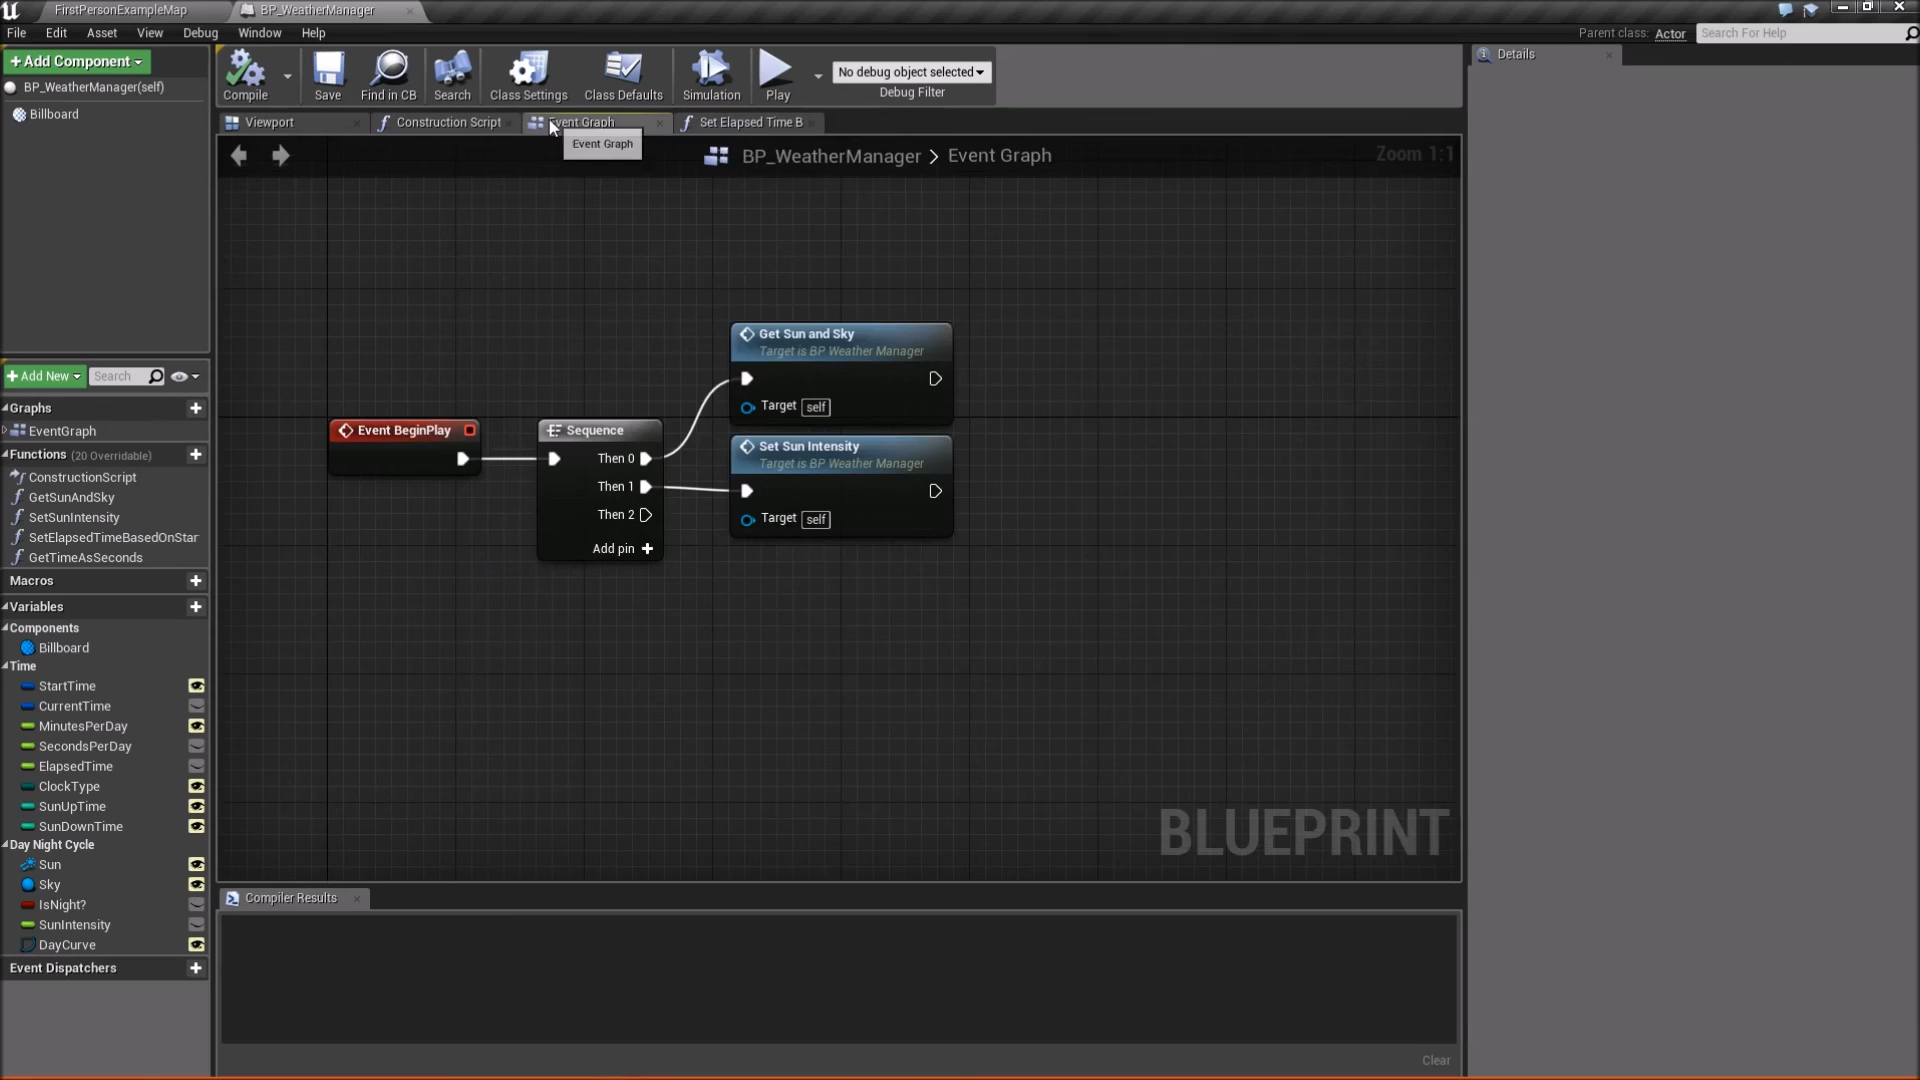 FirstPersonExampleMap
BP_WeatherManager
File Edit Asset View Debug Window Help
Parent class: Actor
Search For Help
+Add Component
BP_WeatherManager(self)
Billboard
Compile
Save
Find in CB
Search
Class Settings
Class Defaults
Simulation
Play
No debug object selected
Debug Filter
Details
Viewport
Construction Script
Event Graph
Set Elapsed Time B
Event Graph
BP_WeatherManager > Event Graph
Zoom 1:1
Get Sun and Sky
Target is BP Weather Manager
Target self
Event BeginPlay
Sequence
Then 0
Then 1
Then 2
Add pin +
Set Sun Intensity
Target is BP Weather Manager
Target self
BLUEPRINT
+Add New
Search
Graphs
EventGraph
Functions (20 Overridable)
ConstructionScript
GetSunAndSky
SetSunIntensity
SetElapsedTimeBasedOnStar
GetTimeAsSeconds
Macros
Variables
Components
Billboard
Time
StartTime
CurrentTime
MinutesPerDay
SecondsPerDay
ElapsedTime
ClockType
SunUpTime
SunDownTime
Day Night Cycle
Sun
Sky
IsNight?
SunIntensity
DayCurve
Event Dispatchers
Compiler Results
Clear